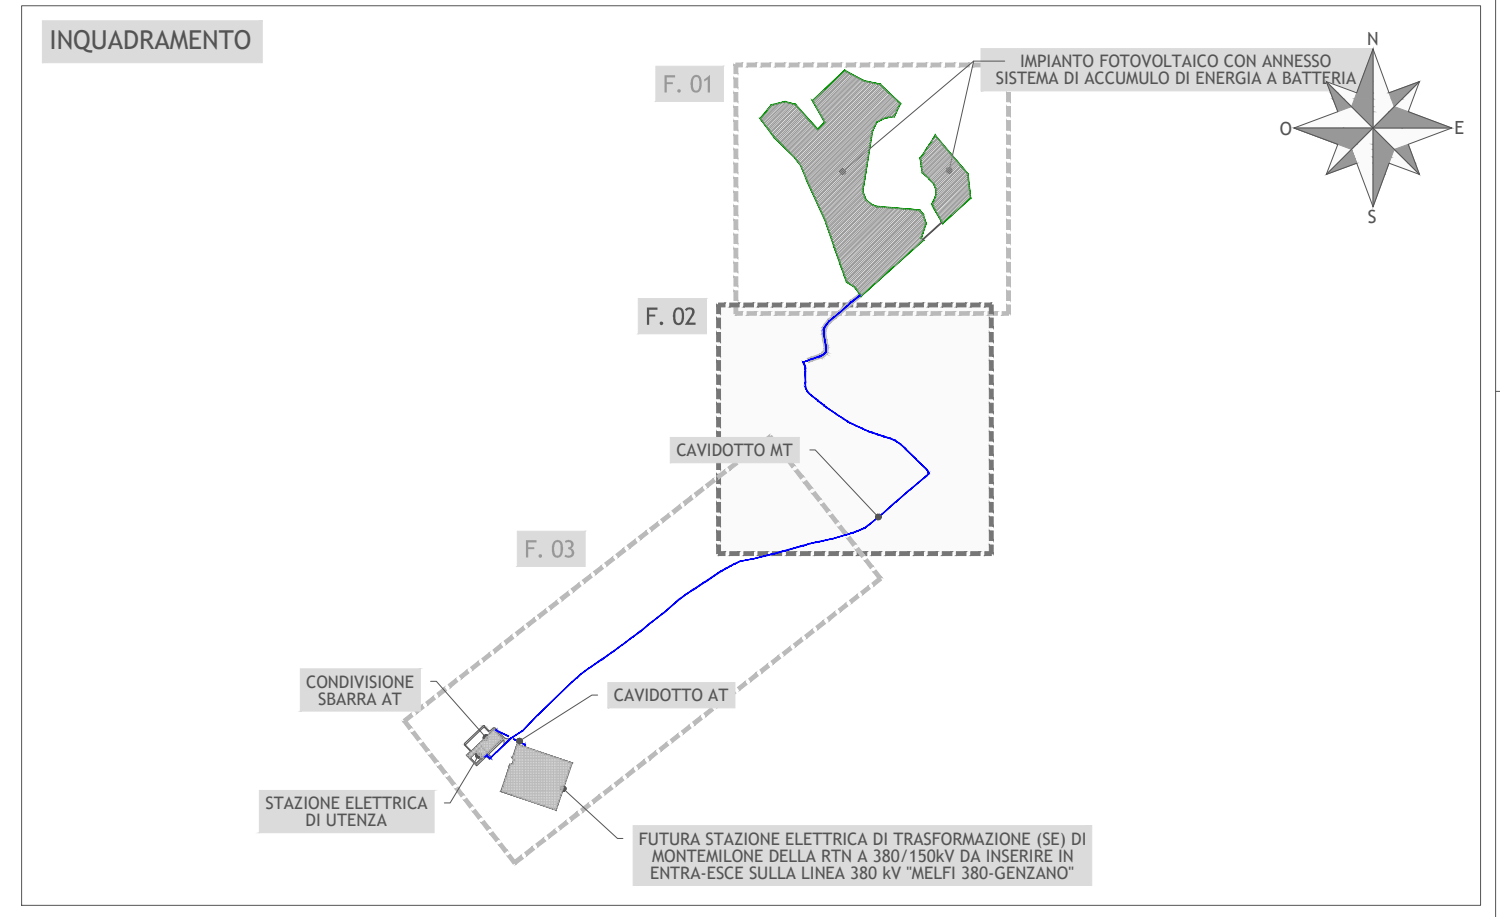 INQUADRAMENTO
N
O
E
S
F. 01
IMPIANTO FOTOVOLTAICO CON ANNESSO
SISTEMA DI ACCUMULO DI ENERGIA A BATTERIA
F. 02
CAVIDOTTO MT
F. 03
CONDIVISIONE
SBARRA AT
CAVIDOTTO AT
STAZIONE ELETTRICA
DI UTENZA
FUTURA STAZIONE ELETTRICA DI TRASFORMAZIONE (SE) DI
MONTEMILONE DELLA RTN A 380/150kV DA INSERIRE IN
ENTRA-ESCE SULLA LINEA 380 kV "MELFI 380-GENZANO"